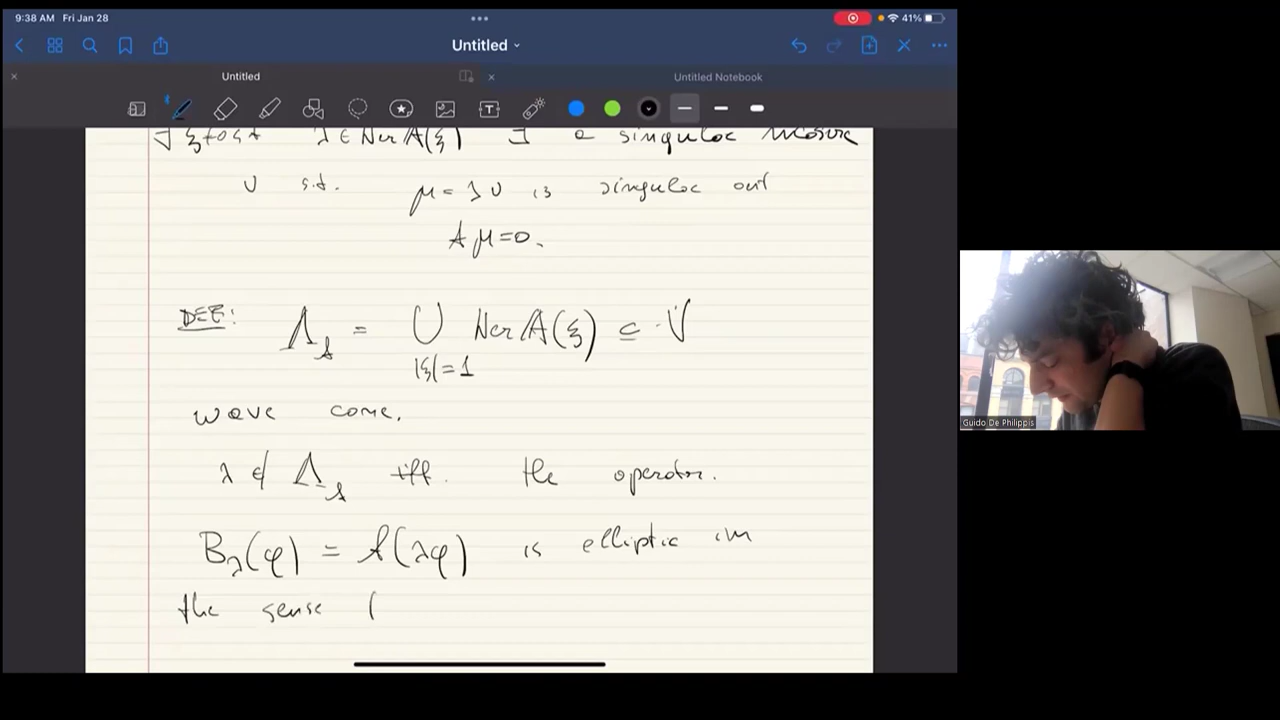 9:38 AM Fri Jan 28
41%
Untitled
Untitled
Untitled Notebook
∃ ξ≠0 s.t. λ ∈ Ker 𝔸(ξ) ∃ a singular measure
ν s.t. μ = λν is singular and
Aμ=0.
DEF: Λ_A = ∪ Ker 𝔸(ξ) ⊆ V
|ξ|=1
wave cone.
λ ∉ Λ_A iff. the operator.
B_λ(φ) = A(λφ) is elliptic in
the sense (
Guido De Philippis